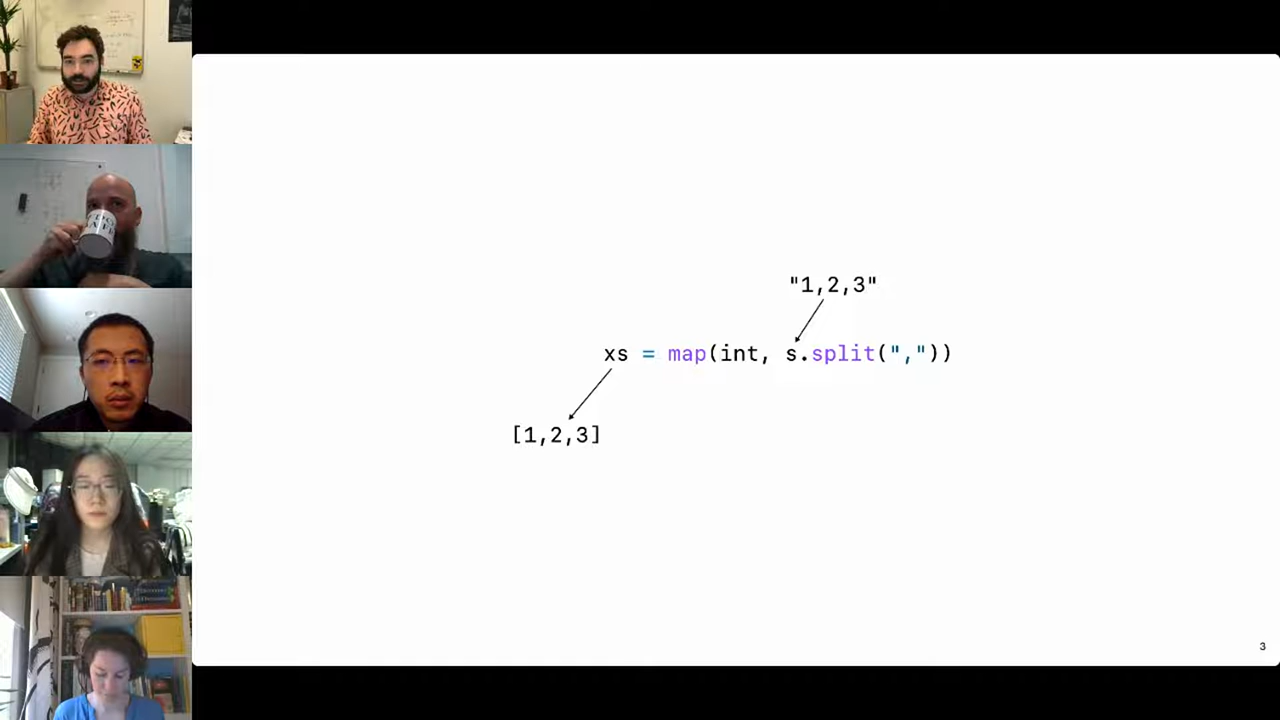 "1,2,3"
xs = map(int, s.split(","))
[1,2,3]
3